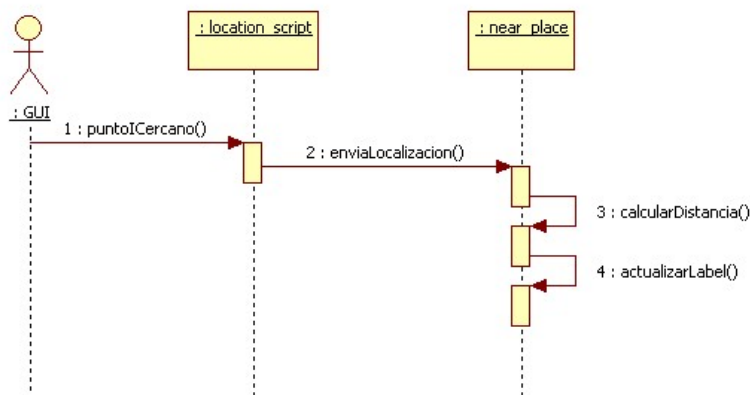 : location_script
: near_place
: GUI
1 : puntoICercano()
2 : enviaLocalizacion()
3 : calcularDistancia()
4 : actualizarLabel()